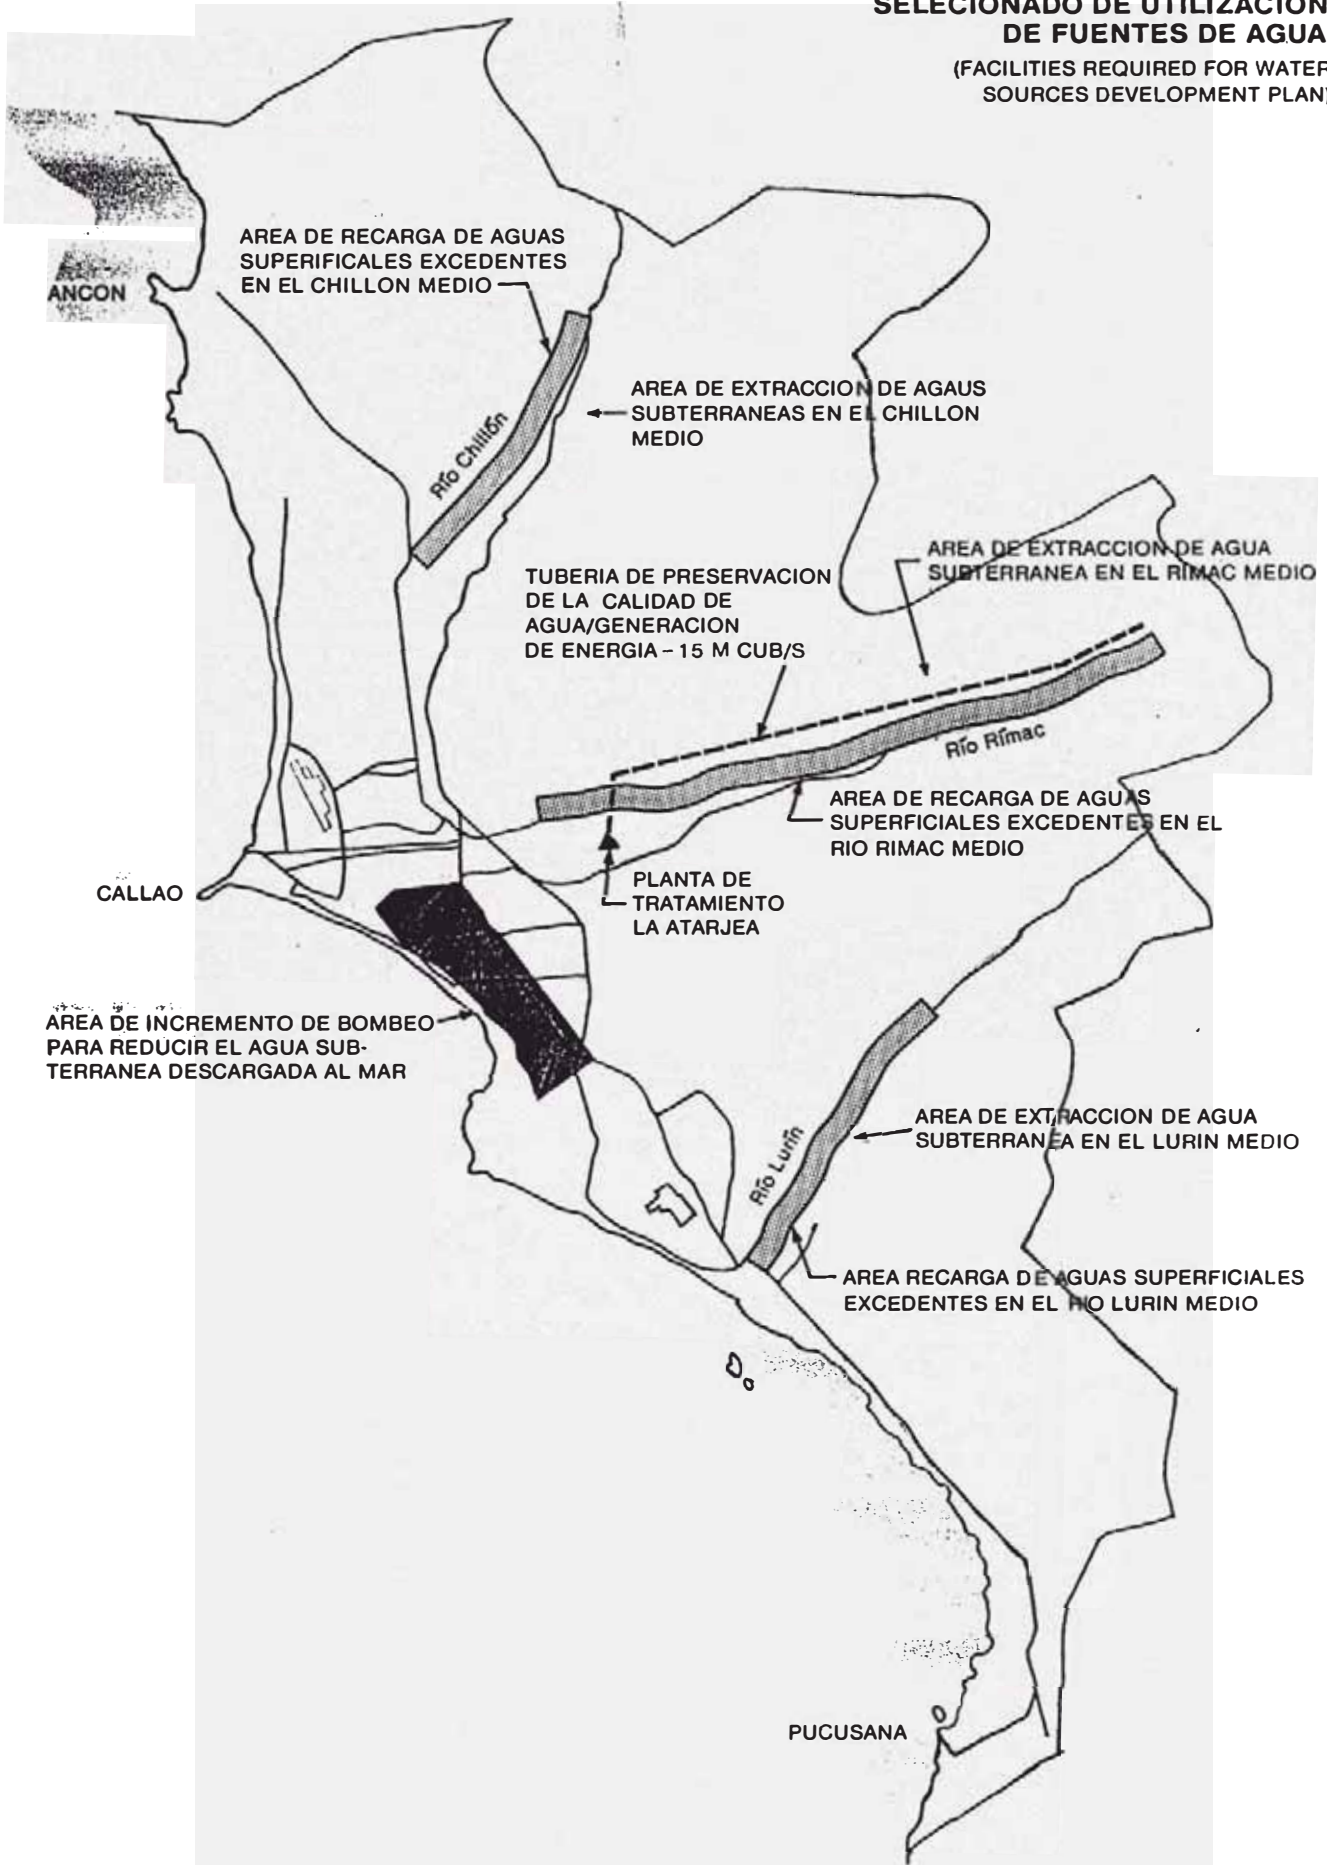 SELECIONADO DE UTILIZACION
DE FUENTES DE AGUA
(FACILITIES REQUIRED FOR WATER
SOURCES DEVELOPMENT PLAN)
AREA DE RECARGA DE AGUAS
SUPERIFICALES EXCEDENTES
EN EL CHILLON MEDIO
ANCON
AREA DE EXTRACCION DE AGAUS
SUBTERRANEAS EN EL CHILLON
MEDIO
Río Chillón
AREA DE EXTRACCION DE AGUA
SUBTERRANEA EN EL RIMAC MEDIO
TUBERIA DE PRESERVACION
DE LA CALIDAD DE
AGUA/GENERACION
DE ENERGIA - 15 M CUB/S
Río Rímac
AREA DE RECARGA DE AGUAS
SUPERFICIALES EXCEDENTES EN EL
RIO RIMAC MEDIO
CALLAO
PLANTA DE
TRATAMIENTO
LA ATARJEA
AREA DE INCREMENTO DE BOMBEO
PARA REDUCIR EL AGUA SUB-
TERRANEA DESCARGADA AL MAR
AREA DE EXTRACCION DE AGUA
SUBTERRANEA EN EL LURIN MEDIO
Río Lurín
AREA RECARGA DE AGUAS SUPERFICIALES
EXCEDENTES EN EL RIO LURIN MEDIO
PUCUSANA